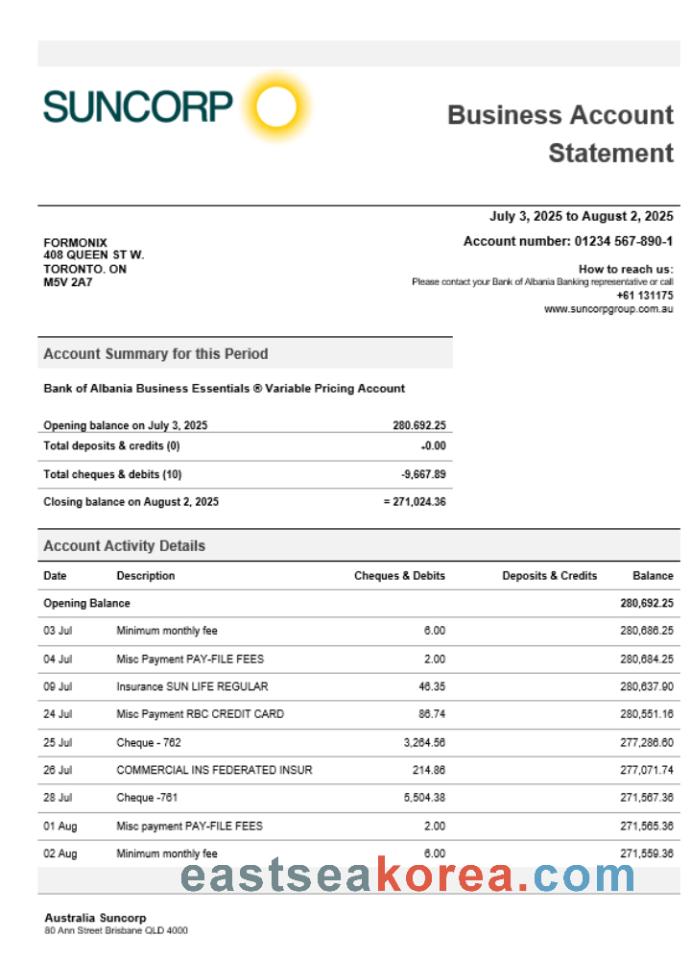 SUNCORP
Business Account
Statement
July 3, 2025 to August 2, 2025
Account number: 01234 567-890-1
FORMONIX
408 QUEEN ST W.
TORONTO. ON
M5V 2A7
How to reach us:
Please contact your Bank of Albania Banking representative or call
+61 131175
www.suncorpgroup.com.au
Account Summary for this Period
Bank of Albania Business Essentials ® Variable Pricing Account
Opening balance on July 3, 2025 280.692.25
Total deposits & credits (0) +0.00
Total cheques & debits (10) -9,667.89
Closing balance on August 2, 2025 = 271,024.36
Account Activity Details
Date Description Cheques & Debits Deposits & Credits Balance
Opening Balance 280,692.25
03 Jul Minimum monthly fee 6.00 280,686.25
04 Jul Misc Payment PAY-FILE FEES 2.00 280,684.25
09 Jul Insurance SUN LIFE REGULAR 46.35 280,637.90
24 Jul Misc Payment RBC CREDIT CARD 86.74 280,551.16
25 Jul Cheque - 762 3,264.56 277,286.60
26 Jul COMMERCIAL INS FEDERATED INSUR 214.86 277,071.74
28 Jul Cheque -761 5,504.38 271,567.36
01 Aug Misc payment PAY-FILE FEES 2.00 271,565.36
02 Aug Minimum monthly fee 6.00 271,559.36
eastseakorea.com
Australia Suncorp
80 Ann Street Brisbane QLD 4000